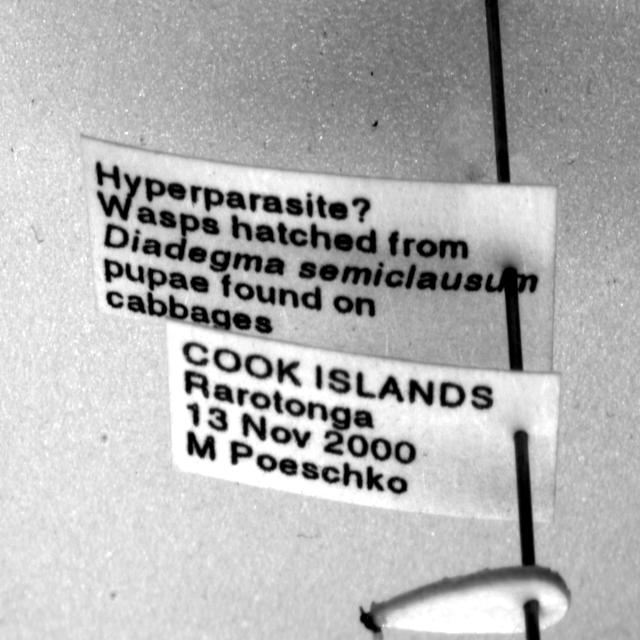 Hyperparasite?
Wasps hatched from
Diadegma semiclausum
pupae found on
cabbages
COOK ISLANDS
Rarotonga
13 Nov 2000
M Poeschko